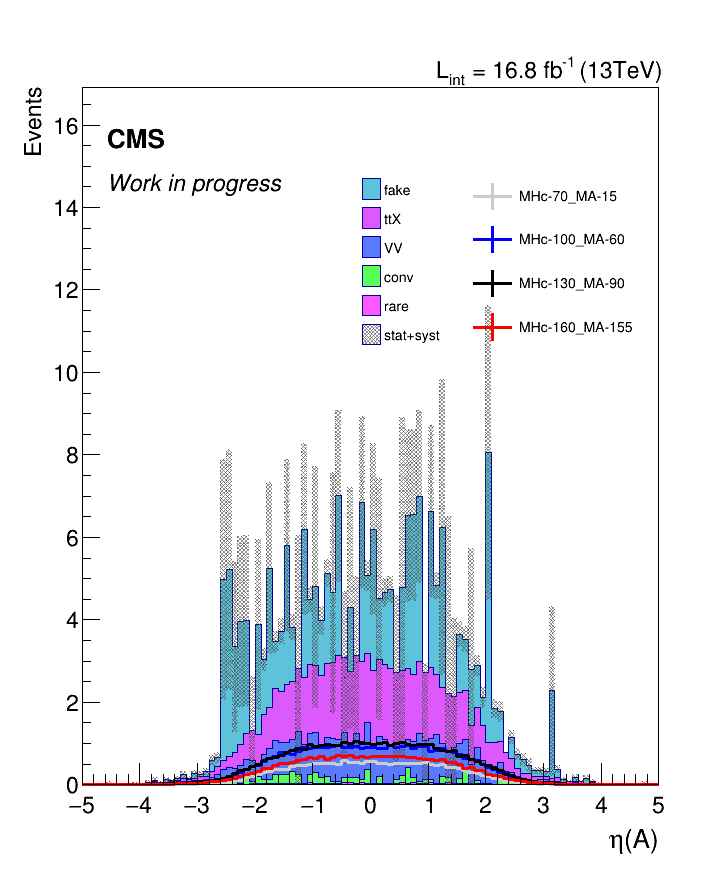 L_int = 16.8 fb^-1 (13TeV)
Events
CMS
Work in progress
fake
ttX
VV
conv
rare
stat+syst
MHc-70_MA-15
MHc-100_MA-60
MHc-130_MA-90
MHc-160_MA-155
16
14
12
10
8
6
4
2
0
−5 −4 −3 −2 −1 0 1 2 3 4 5
η(A)